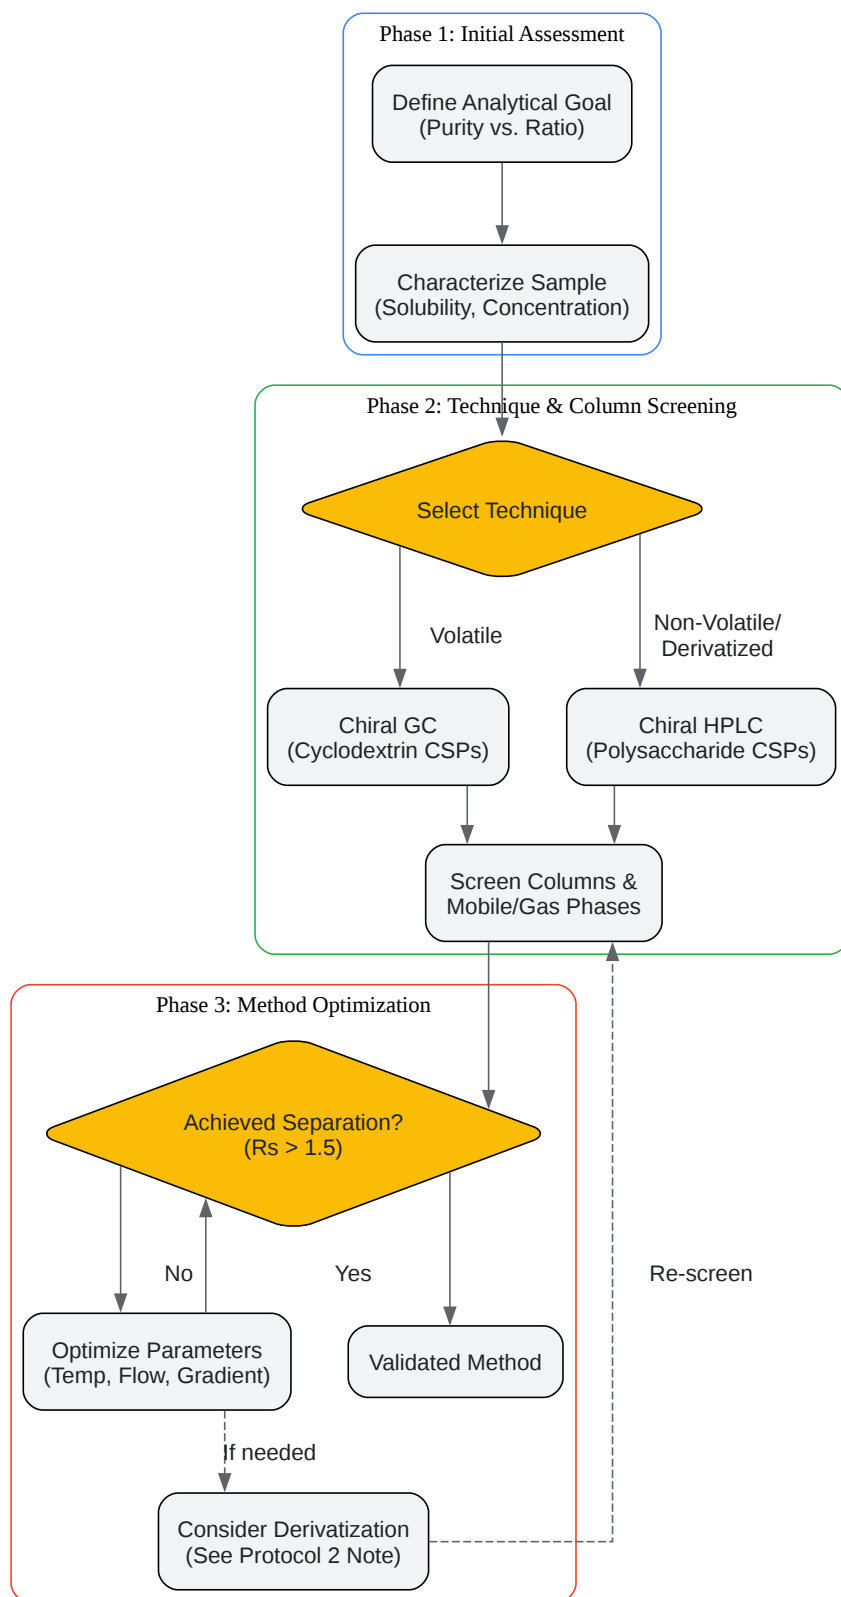 Phase 1: Initial Assessment
Define Analytical Goal
(Purity vs. Ratio)
Characterize Sample
(Solubility, Concentration)
Phase 2: Technique & Column Screening
Select Technique
Volatile
Non-Volatile/
Derivatized
Chiral GC
(Cyclodextrin CSPs)
Chiral HPLC
(Polysaccharide CSPs)
Screen Columns &
Mobile/Gas Phases
Phase 3: Method Optimization
Achieved Separation?
(Rs > 1.5)
No
Yes
Re-screen
Optimize Parameters
(Temp, Flow, Gradient)
Validated Method
If needed
Consider Derivatization
(See Protocol 2 Note)